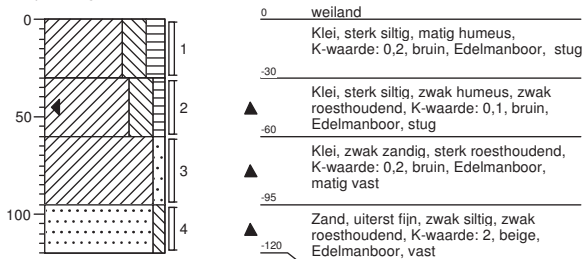 0
50
100
1
2
3
4
0 weiland
Klei, sterk siltig, matig humeus,
K-waarde: 0,2, bruin, Edelmanboor, stug
-30
Klei, sterk siltig, zwak humeus, zwak
roesthoudend, K-waarde: 0,1, bruin,
Edelmanboor, stug
-60
Klei, zwak zandig, sterk roesthoudend,
K-waarde: 0,2, bruin, Edelmanboor,
matig vast
-95
Zand, uiterst fijn, zwak siltig, zwak
roesthoudend, K-waarde: 2, beige,
Edelmanboor, vast
-120